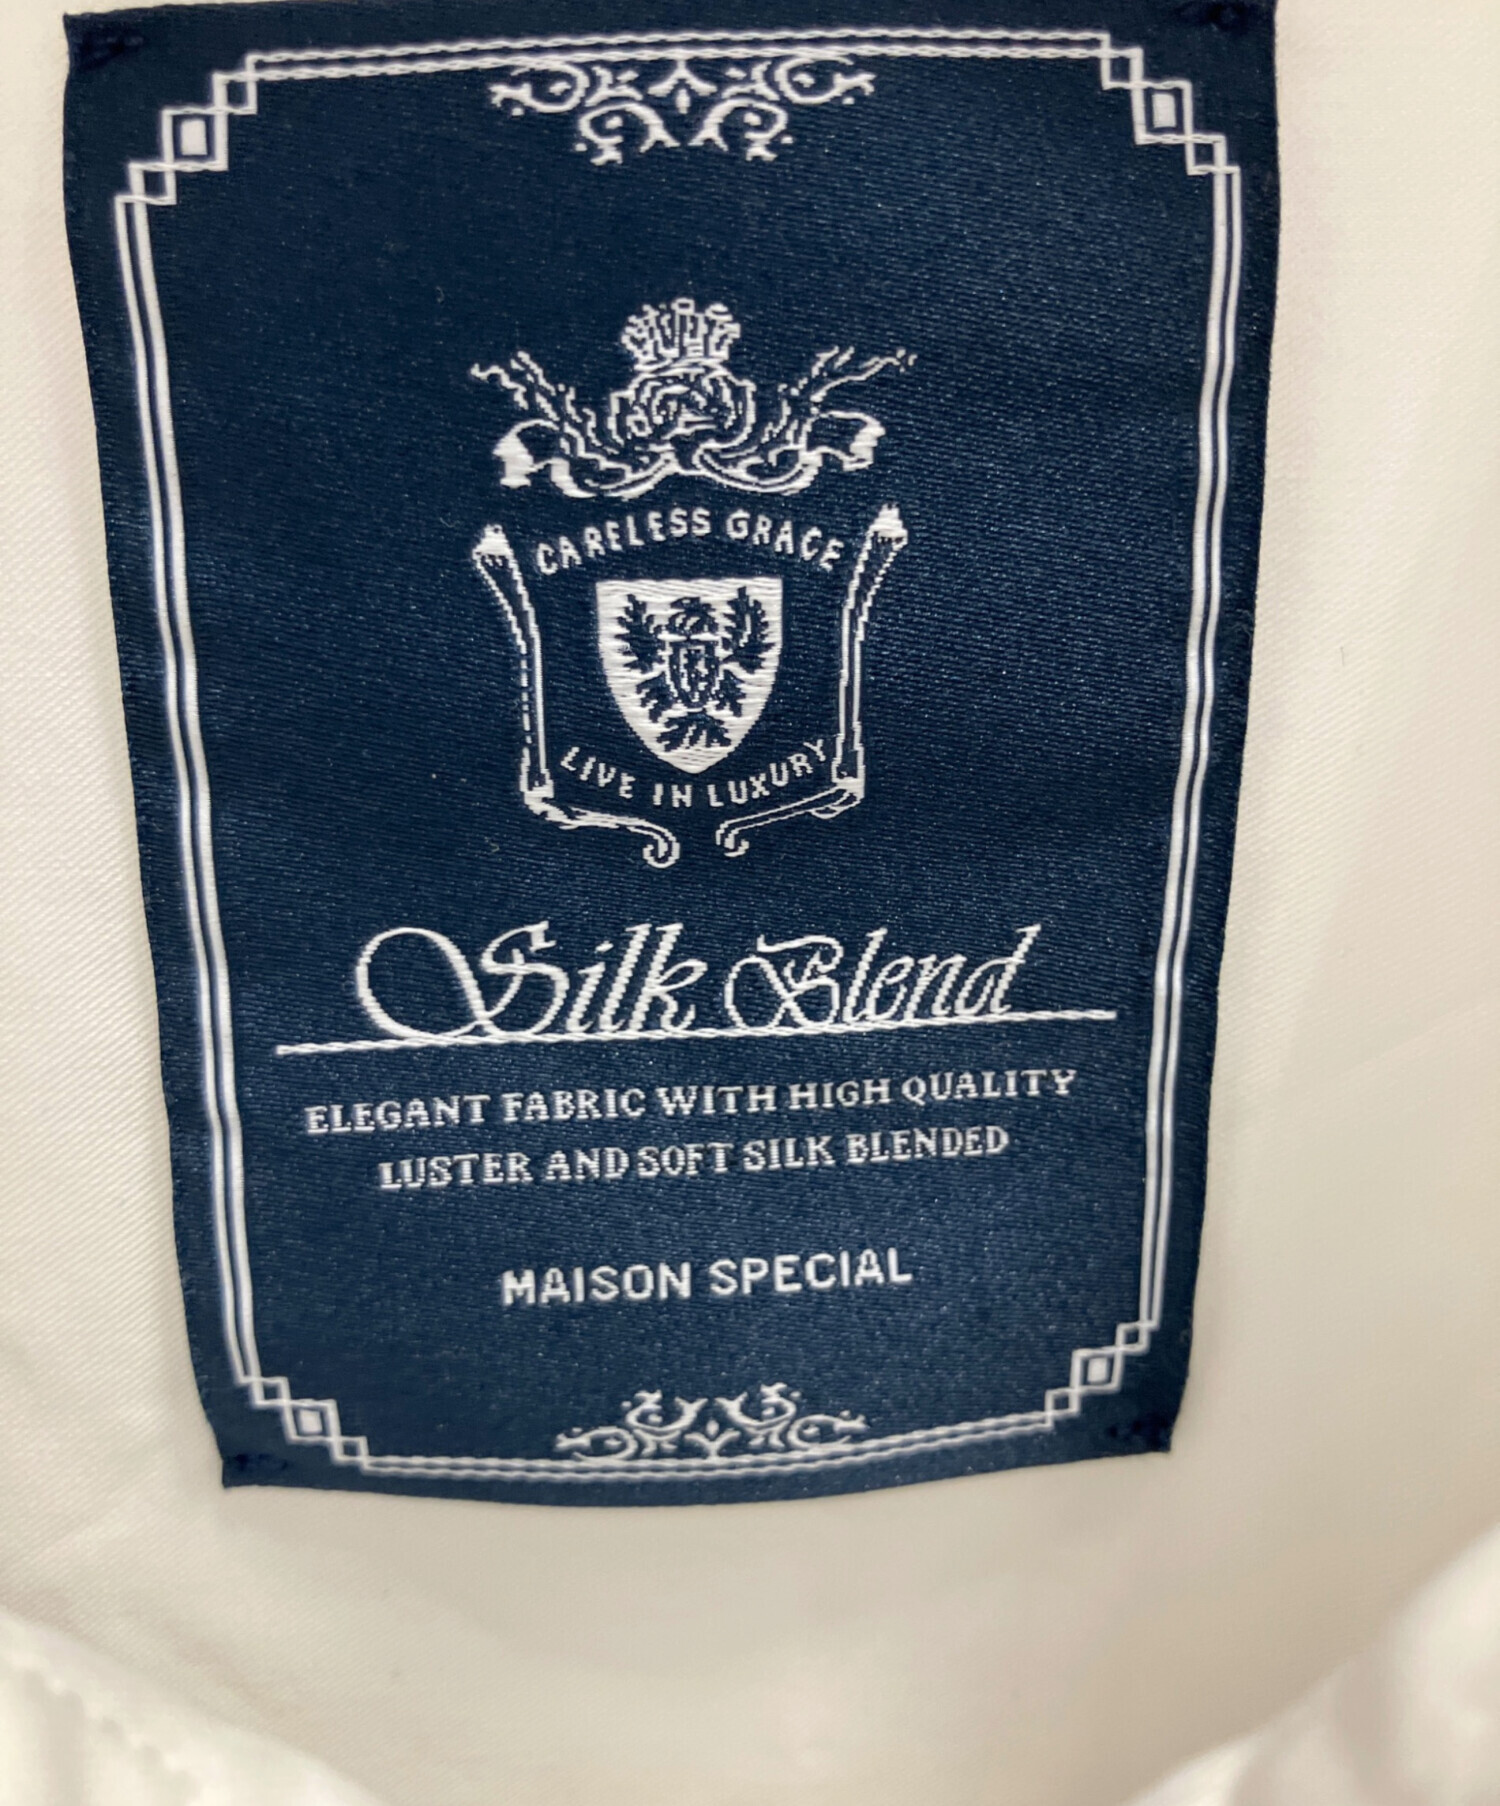 CARELESS GRACE
LIVE IN LUXURY
Silk Blend
ELEGANT FABRIC WITH HIGH QUALITY
LUSTER AND SOFT SILK BLENDED
MAISON SPECIAL